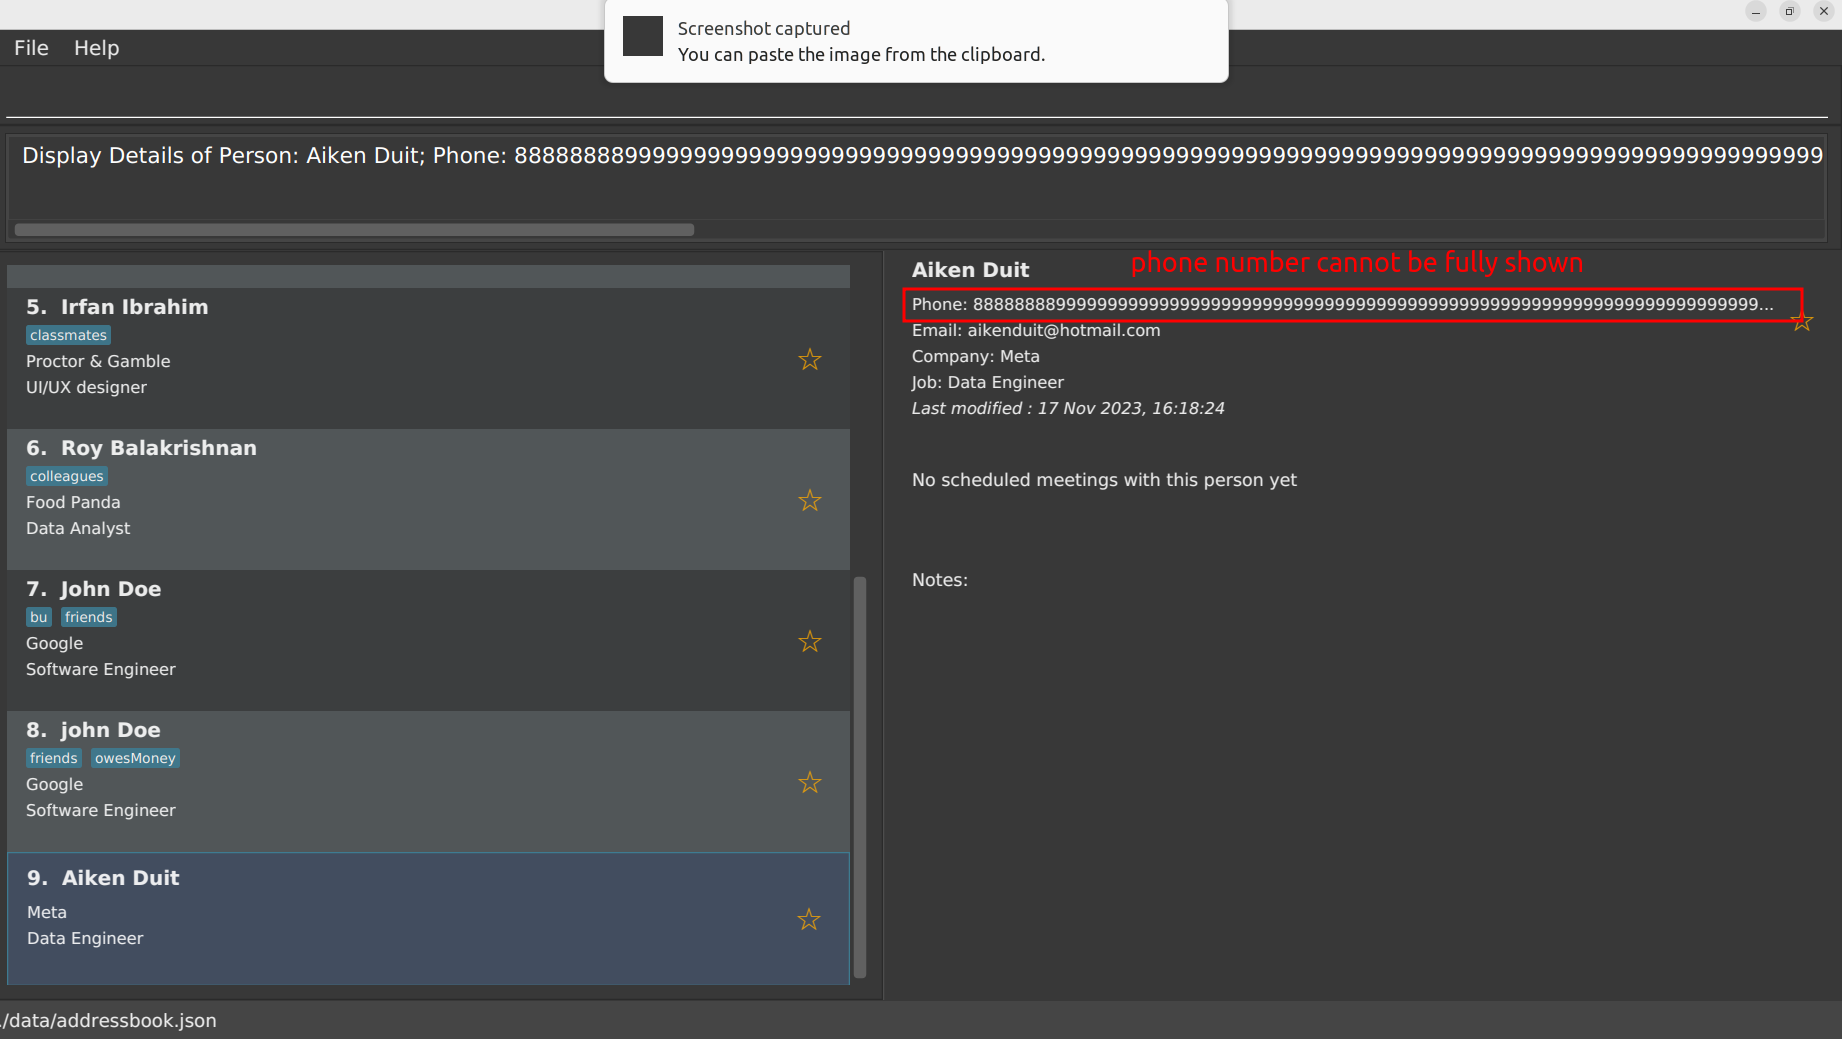 Screenshot captured
You can paste the image from the clipboard.
File Help
Display Details of Person: Aiken Duit; Phone:
5. Irfan Ibrahim
classmates
Proctor & Gamble
UI/UX designer
6. Roy Balakrishnan
colleagues
Food Panda
Data Analyst
7. John Doe
bu friends
Google
Software Engineer
8. john Doe
friends owesMoney
Google
Software Engineer
9. Aiken Duit
Meta
Data Engineer
Aiken Duit
phone number cannot be fully shown
Phone:
Email: aikenduit@hotmail.com
Company: Meta
Job: Data Engineer
Last modified : 17 Nov 2023, 16:18:24
No scheduled meetings with this person yet
Notes:
/data/addressbook.json